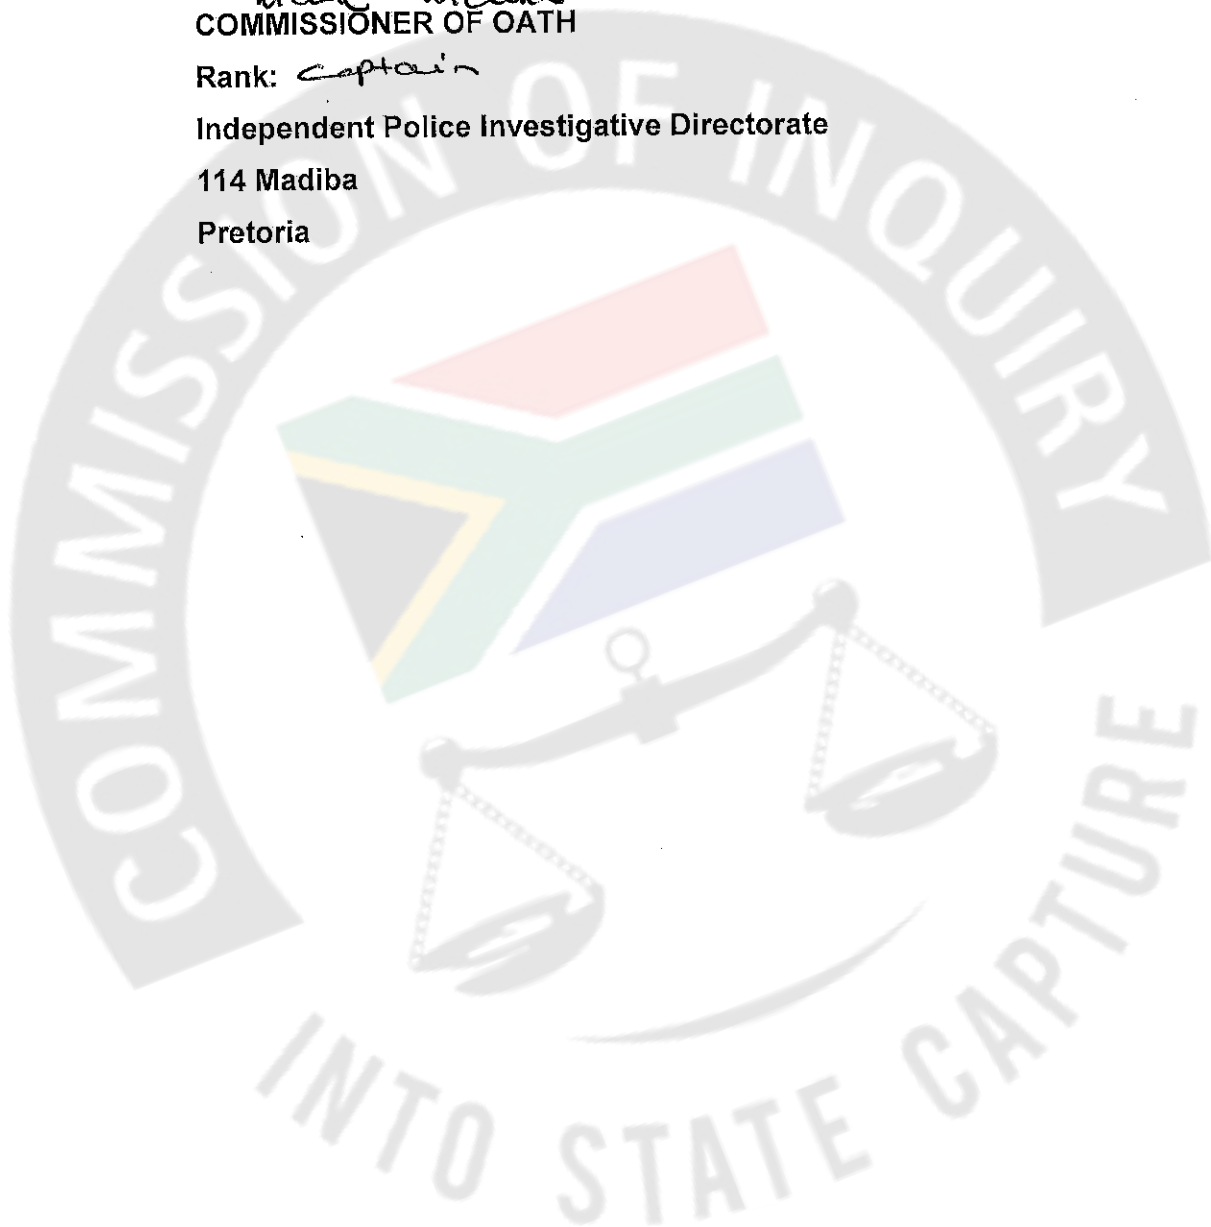 COMMISSIONER OF OATH
Rank: Captain
Independent Police Investigative Directorate
114 Madiba
Pretoria
COMMISSION OF INQUIRY
INTO STATE CAPTURE